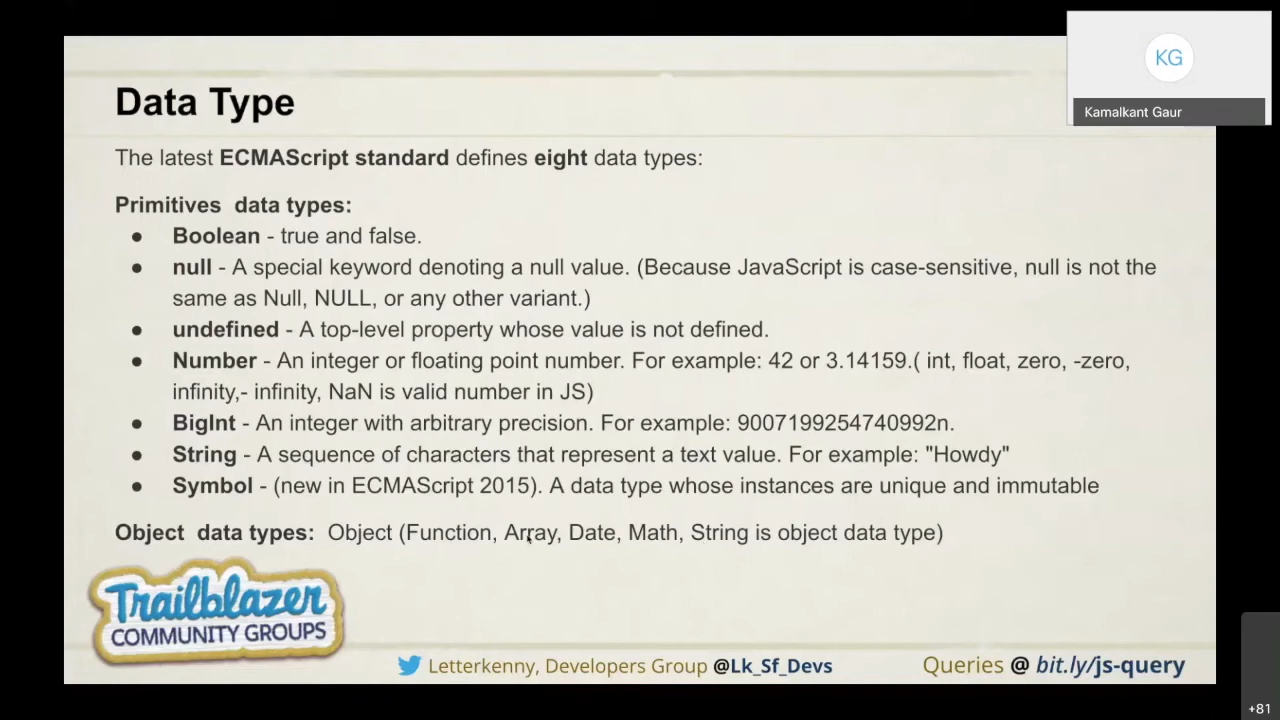 KG
Kamalkant Gaur
Data Type
The latest ECMAScript standard defines eight data types:
Primitives data types:
● Boolean - true and false.
● null - A special keyword denoting a null value. (Because JavaScript is case-sensitive, null is not the
same as Null, NULL, or any other variant.)
● undefined - A top-level property whose value is not defined.
● Number - An integer or floating point number. For example: 42 or 3.14159.( int, float, zero, -zero,
infinity,- infinity, NaN is valid number in JS)
● BigInt - An integer with arbitrary precision. For example: 9007199254740992n.
● String - A sequence of characters that represent a text value. For example: "Howdy"
● Symbol - (new in ECMAScript 2015). A data type whose instances are unique and immutable
Object data types: Object (Function, Array, Date, Math, String is object data type)
Trailblazer
COMMUNITY GROUPS
Letterkenny, Developers Group @Lk_Sf_Devs
Queries @ bit.ly/js-query
+81